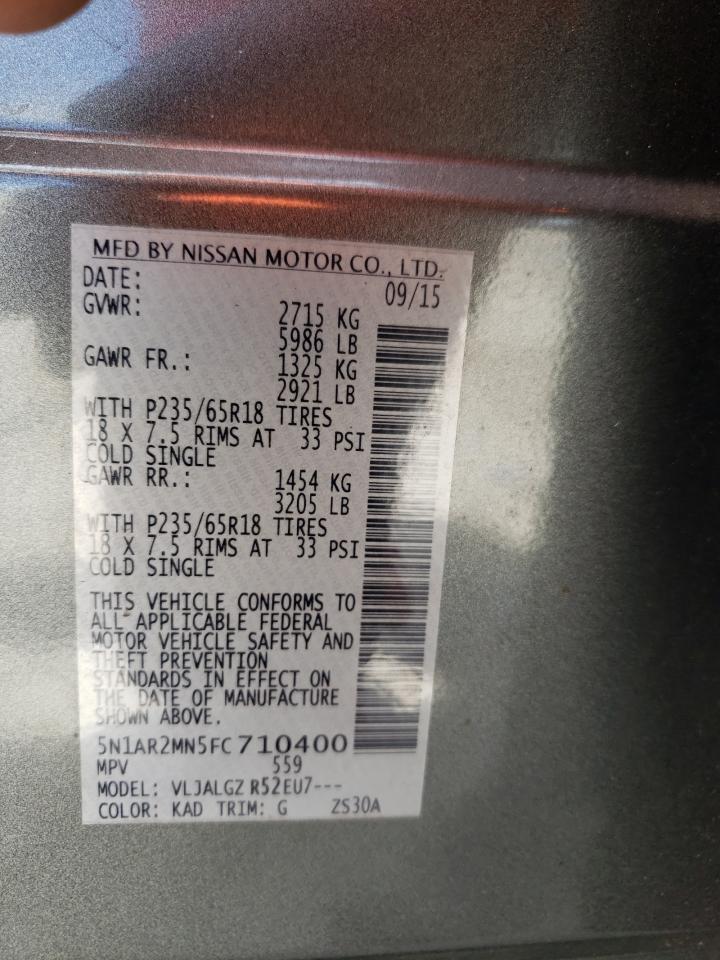 MFD BY NISSAN MOTOR CO., LTD.
DATE: 09/15
GVWR: 2715 KG
5986 LB
GAWR FR.: 1325 KG
2921 LB
WITH P235/65R18 TIRES
18 X 7.5 RIMS AT 33 PSI
COLD SINGLE
GAWR RR.: 1454 KG
3205 LB
WITH P235/65R18 TIRES
18 X 7.5 RIMS AT 33 PSI
COLD SINGLE
THIS VEHICLE CONFORMS TO
ALL APPLICABLE FEDERAL
MOTOR VEHICLE SAFETY AND
THEFT PREVENTION
STANDARDS IN EFFECT ON
THE DATE OF MANUFACTURE
SHOWN ABOVE.
5N1AR2MN5FC710400
MPV 559
MODEL: VLJALGZ R52EU7---
COLOR: KAD TRIM: G ZS30A